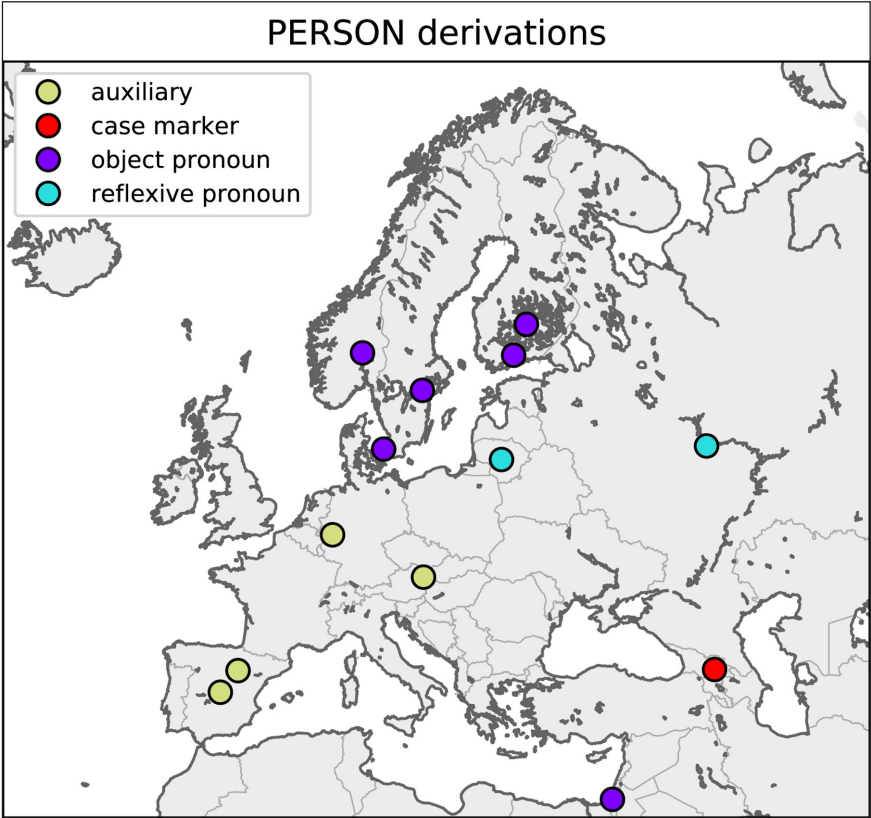 PERSON derivations
auxiliary
case marker
object pronoun
reflexive pronoun